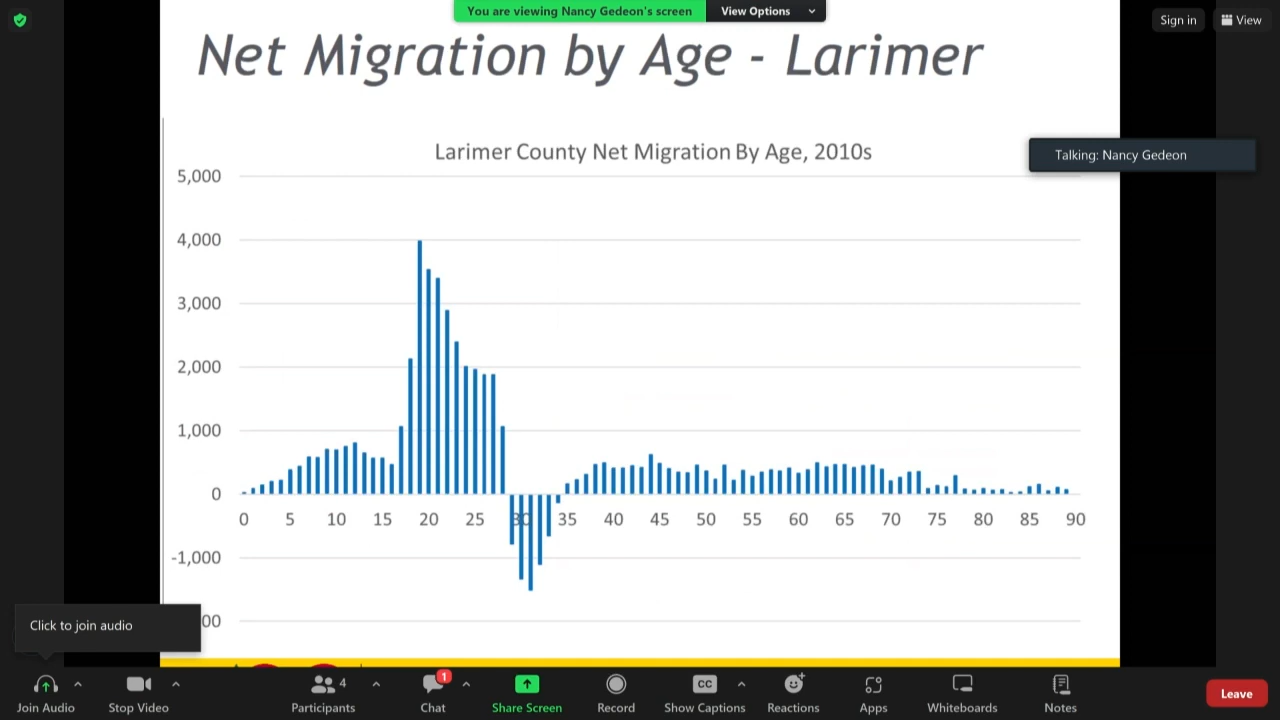 You are viewing Nancy Gedeon's screen
View Options
Sign in
View
Net Migration by Age - Larimer
Larimer County Net Migration By Age, 2010s
Talking: Nancy Gedeon
5,000
4,000
3,000
2,000
1,000
0
0 5 10 15 20 25 30 35 40 45 50 55 60 65 70 75 80 85 90
-1,000
00
Click to join audio
Join Audio
Stop Video
4
Participants
1
Chat
Share Screen
Record
CC
Show Captions
Reactions
Apps
Whiteboards
Notes
Leave